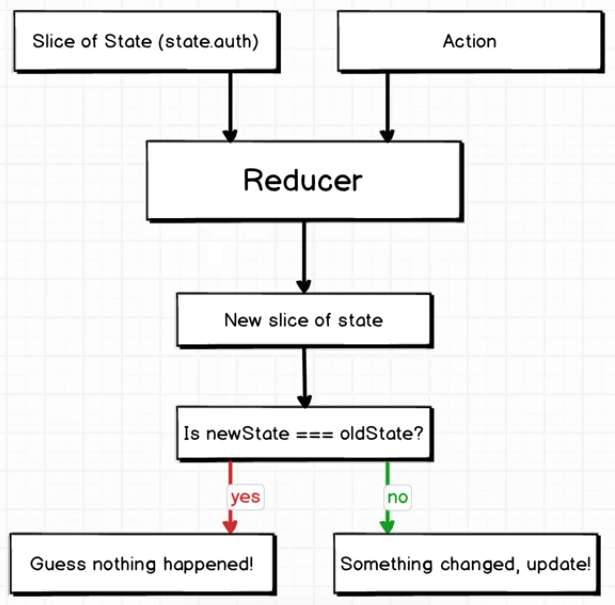 Slice of State (state.auth)
Action
Reducer
New slice of state
Is newState === oldState?
yes
no
Guess nothing happened!
Something changed, update!